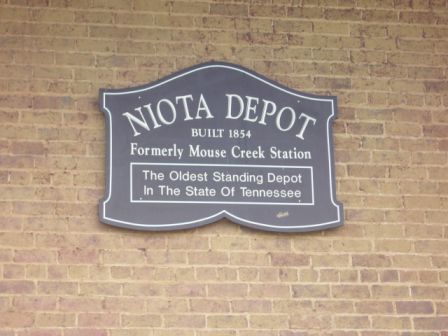 NIOTA DEPOT
BUILT 1854
Formerly Mouse Creek Station
The Oldest Standing Depot
In The State Of Tennessee